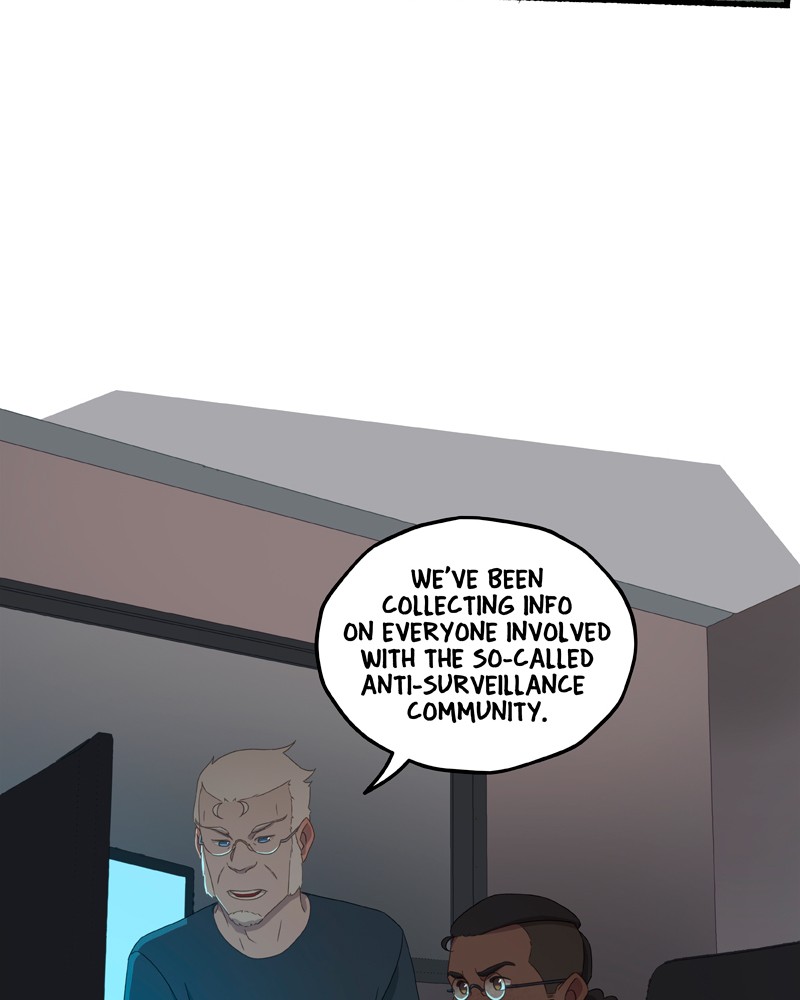 WE'VE BEEN
COLLECTING INFO
ON EVERYONE INVOLVED
WITH THE SO-CALLED
ANTI-SURVEILLANCE
COMMUNITY.